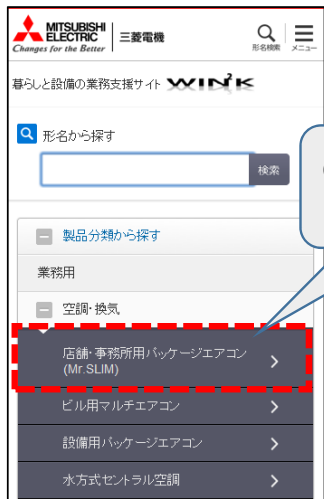 MITSUBISHI
ELECTRIC
Changes for the Better
三菱電機
形名検索
メニュー
暮らしと設備の業務支援サイト WIN²K
形名から探す
検索
製品分類から探す
業務用
空調・換気
店舗・事務所用パッケージエアコン
(Mr.SLIM)
ビル用マルチエアコン
設備用パッケージエアコン
水方式セントラル空調